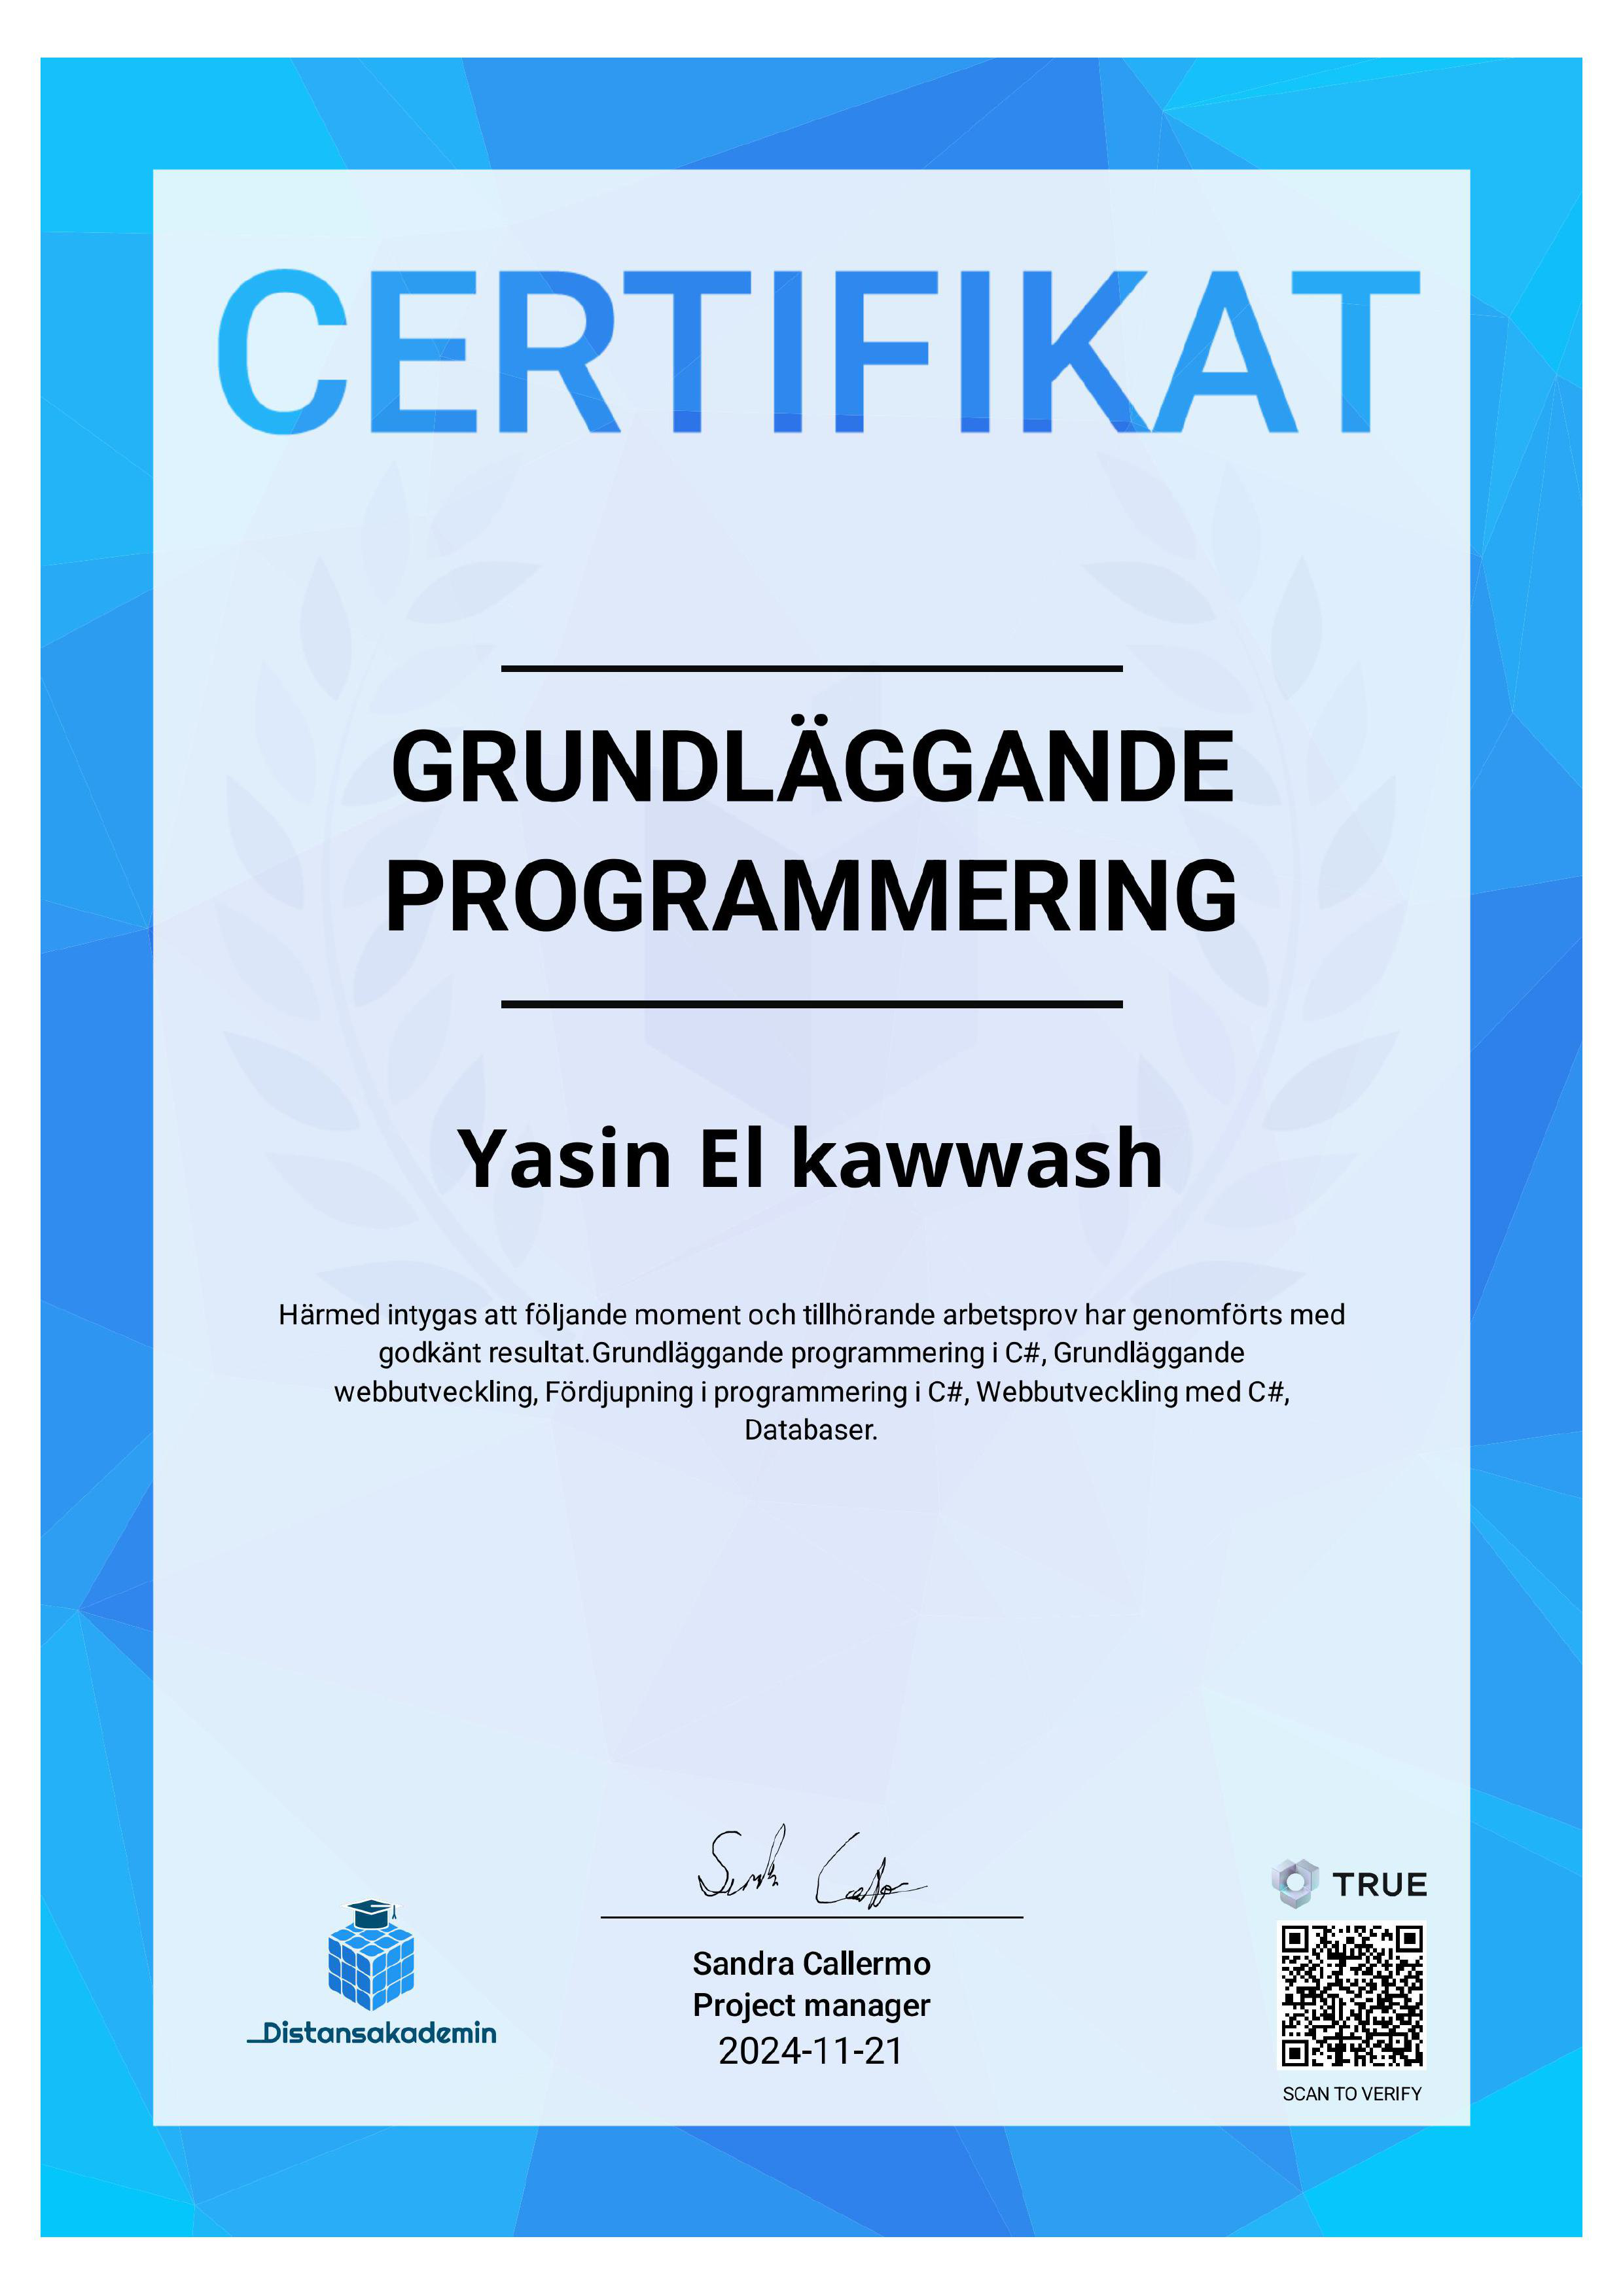 CERTIFIKAT
GRUNDLÄGGANDE
PROGRAMMERING
Yasin El kawwash
Härmed intygas att följande moment och tillhörande arbetsprov har genomförts med
godkänt resultat.Grundläggande programmering i C#, Grundläggande
webbutveckling, Fördjupning i programmering i C#, Webbutveckling med C#,
Databaser.
Sandra Callermo
Project manager
2024-11-21
Distansakademin
TRUE
SCAN TO VERIFY